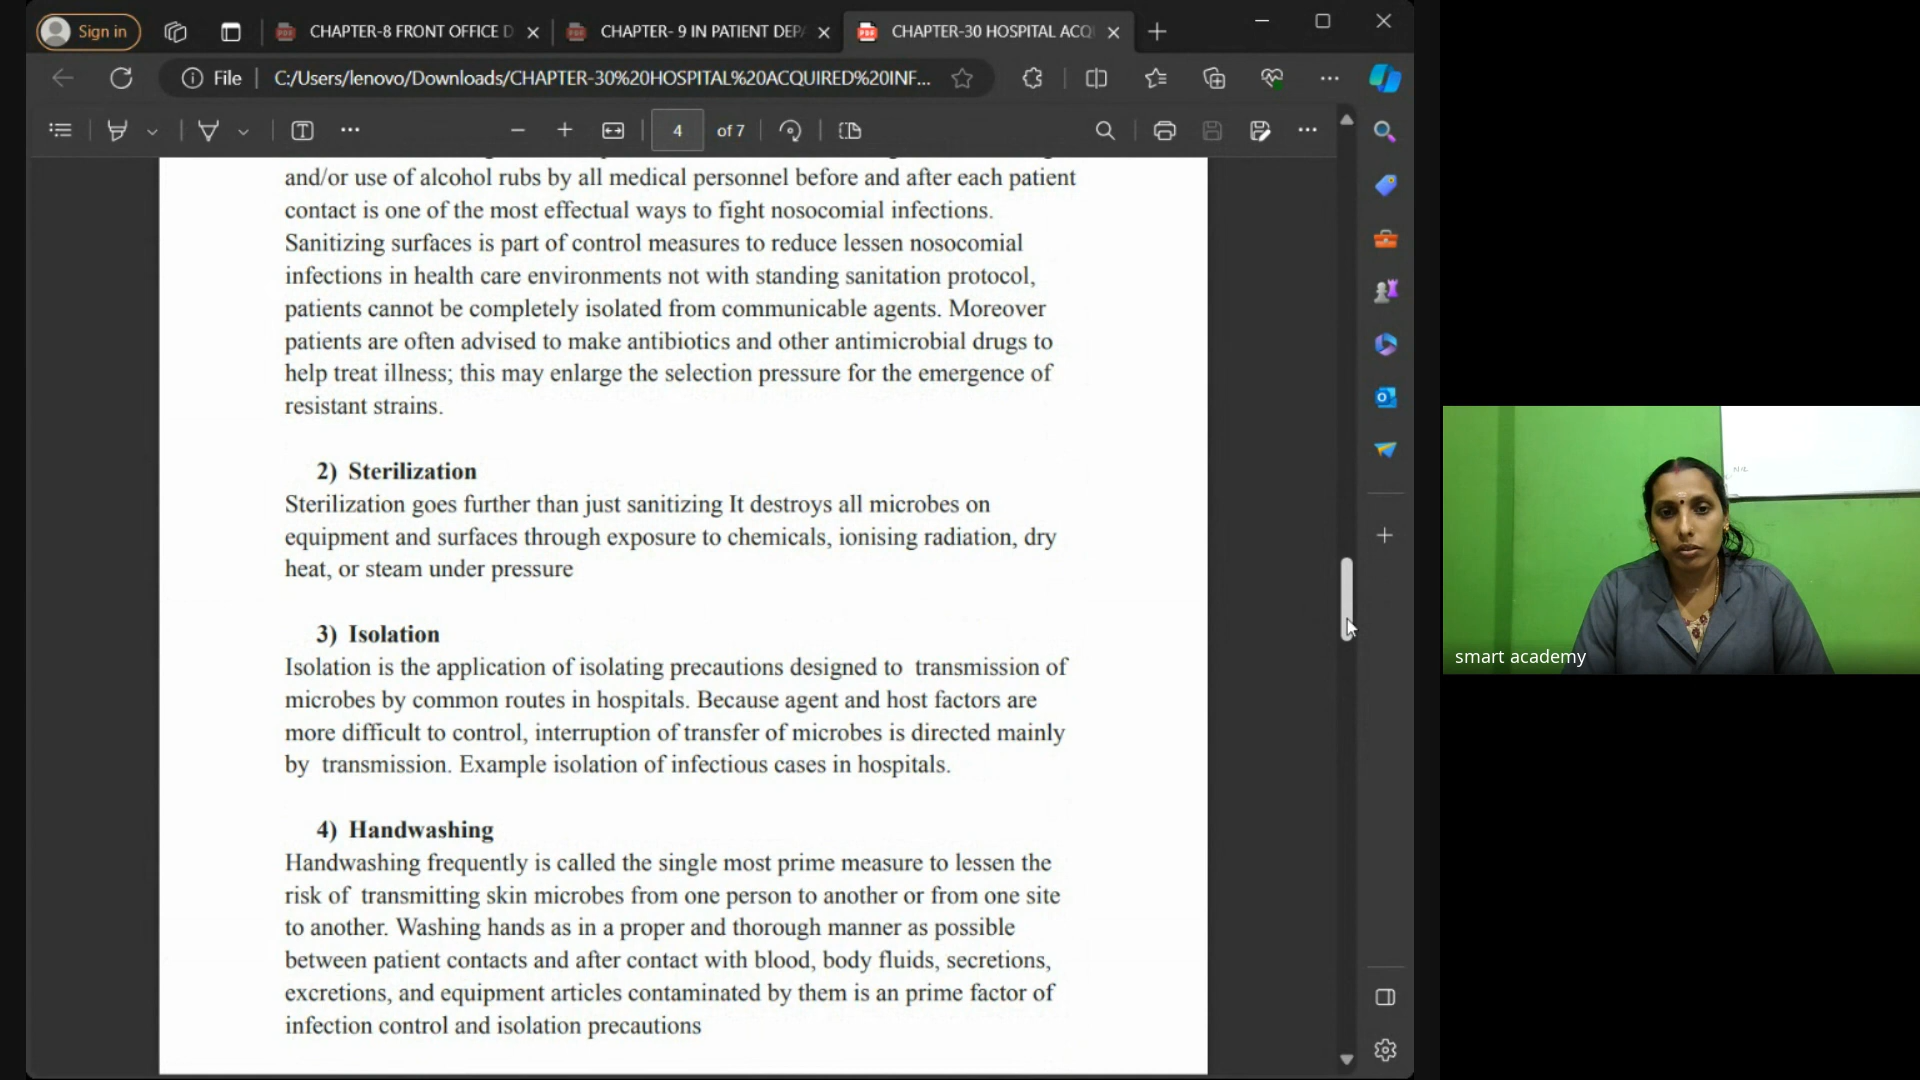 Sign in
CHAPTER-8 FRONT OFFICE D
CHAPTER- 9 IN PATIENT DEP
CHAPTER-30 HOSPITAL ACQ
File
C:/Users/lenovo/Downloads/CHAPTER-30%20HOSPITAL%20ACQUIRED%20INF...
4 of 7
and/or use of alcohol rubs by all medical personnel before and after each patient
contact is one of the most effectual ways to fight nosocomial infections.
Sanitizing surfaces is part of control measures to reduce lessen nosocomial
infections in health care environments not with standing sanitation protocol,
patients cannot be completely isolated from communicable agents. Moreover
patients are often advised to make antibiotics and other antimicrobial drugs to
help treat illness; this may enlarge the selection pressure for the emergence of
resistant strains.
2) Sterilization
Sterilization goes further than just sanitizing It destroys all microbes on
equipment and surfaces through exposure to chemicals, ionising radiation, dry
heat, or steam under pressure
3) Isolation
Isolation is the application of isolating precautions designed to transmission of
microbes by common routes in hospitals. Because agent and host factors are
more difficult to control, interruption of transfer of microbes is directed mainly
by transmission. Example isolation of infectious cases in hospitals.
4) Handwashing
Handwashing frequently is called the single most prime measure to lessen the
risk of transmitting skin microbes from one person to another or from one site
to another. Washing hands as in a proper and thorough manner as possible
between patient contacts and after contact with blood, body fluids, secretions,
excretions, and equipment articles contaminated by them is an prime factor of
infection control and isolation precautions
smart academy